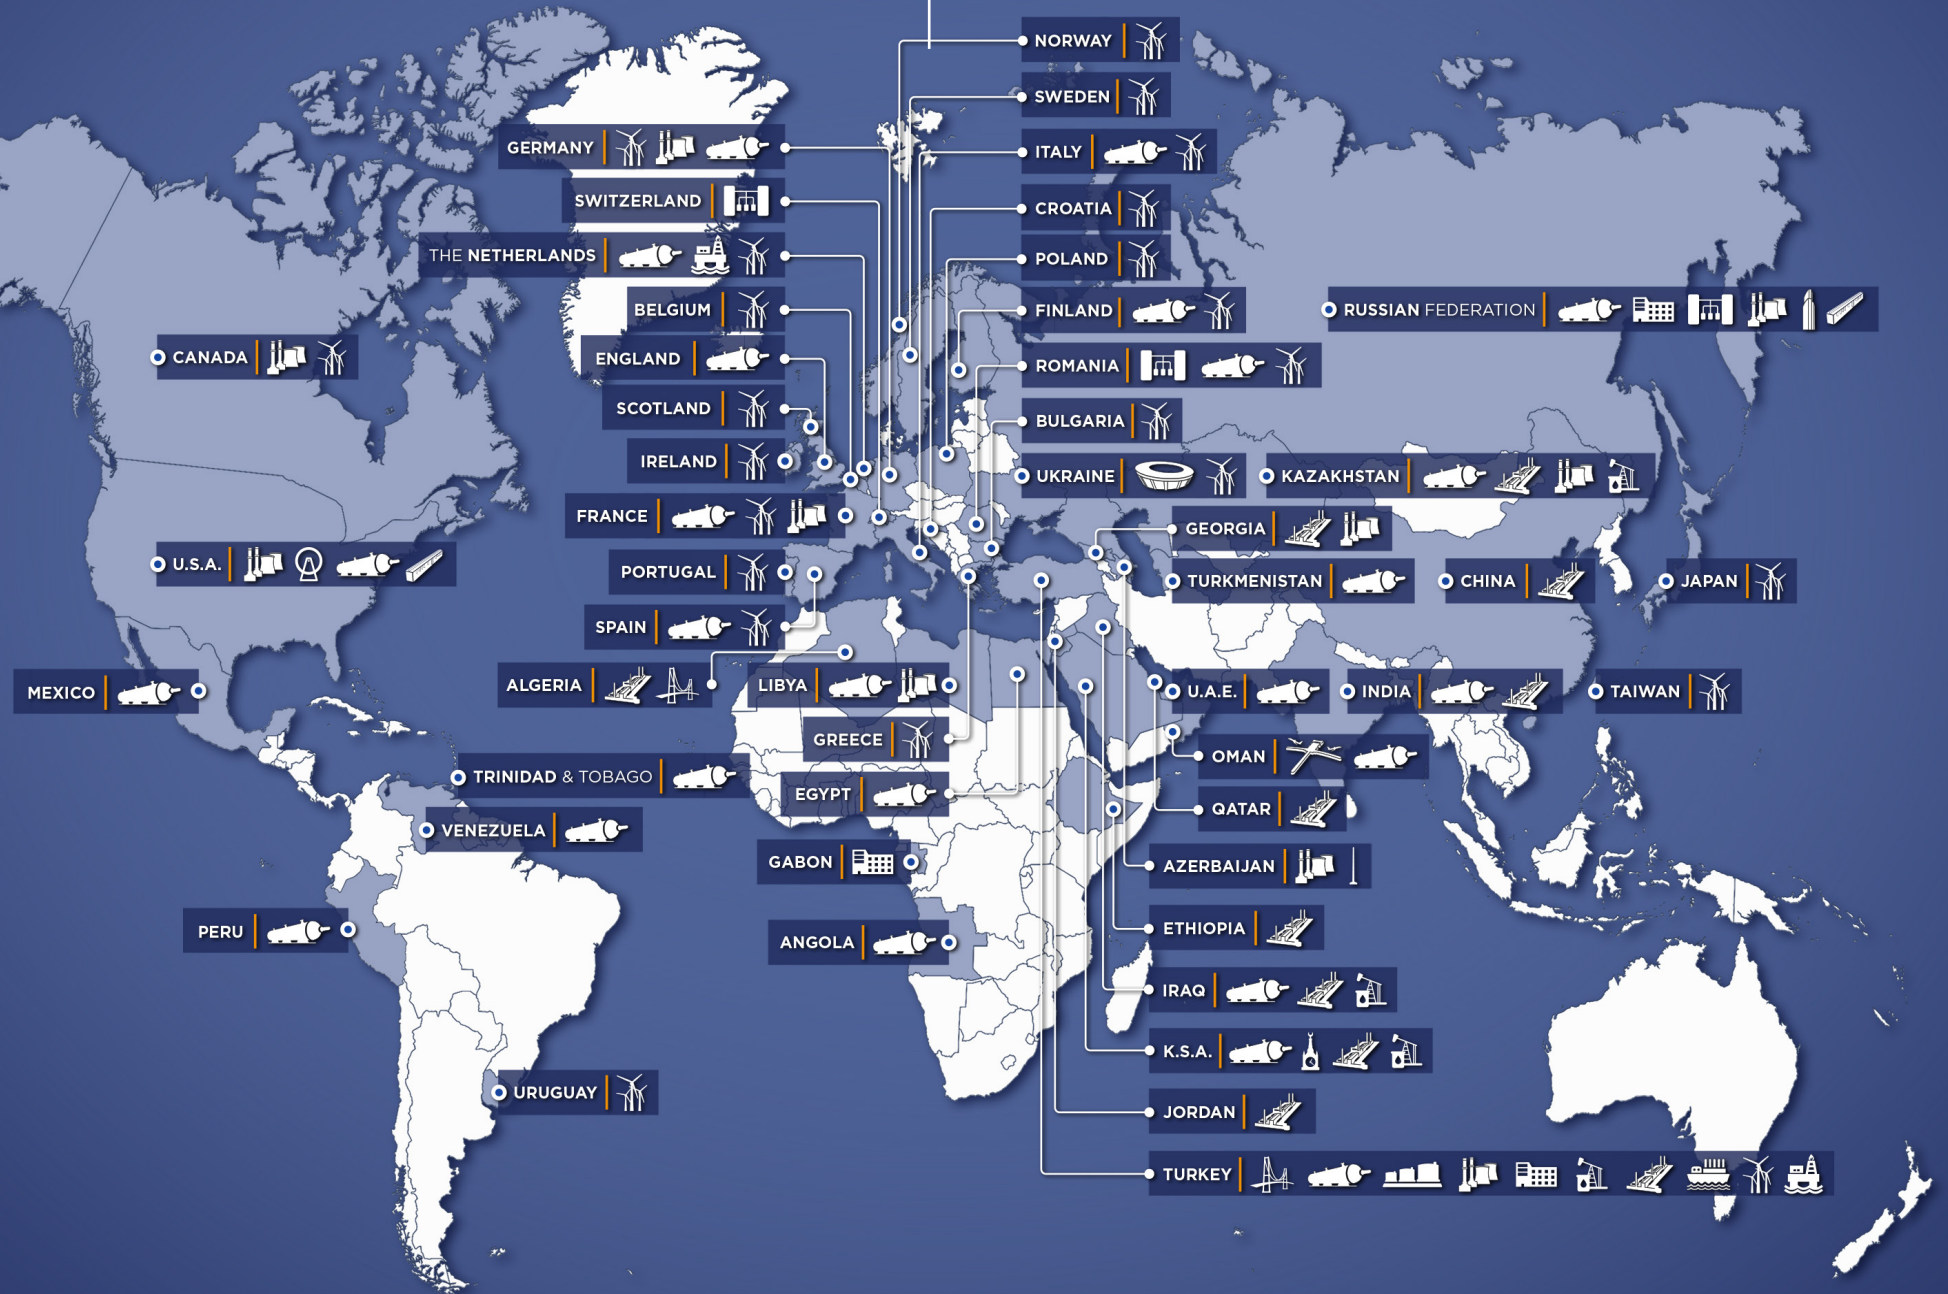 NORWAY
SWEDEN
GERMANY
ITALY
SWITZERLAND
CROATIA
THE NETHERLANDS
POLAND
BELGIUM
FINLAND
RUSSIAN FEDERATION
CANADA
ENGLAND
ROMANIA
SCOTLAND
BULGARIA
IRELAND
UKRAINE
KAZAKHSTAN
FRANCE
GEORGIA
U.S.A.
PORTUGAL
TURKMENISTAN
CHINA
JAPAN
SPAIN
MEXICO
ALGERIA
LIBYA
U.A.E.
INDIA
TAIWAN
GREECE
OMAN
TRINIDAD & TOBAGO
EGYPT
QATAR
VENEZUELA
GABON
AZERBAIJAN
PERU
ANGOLA
ETHIOPIA
IRAQ
K.S.A.
URUGUAY
JORDAN
TURKEY